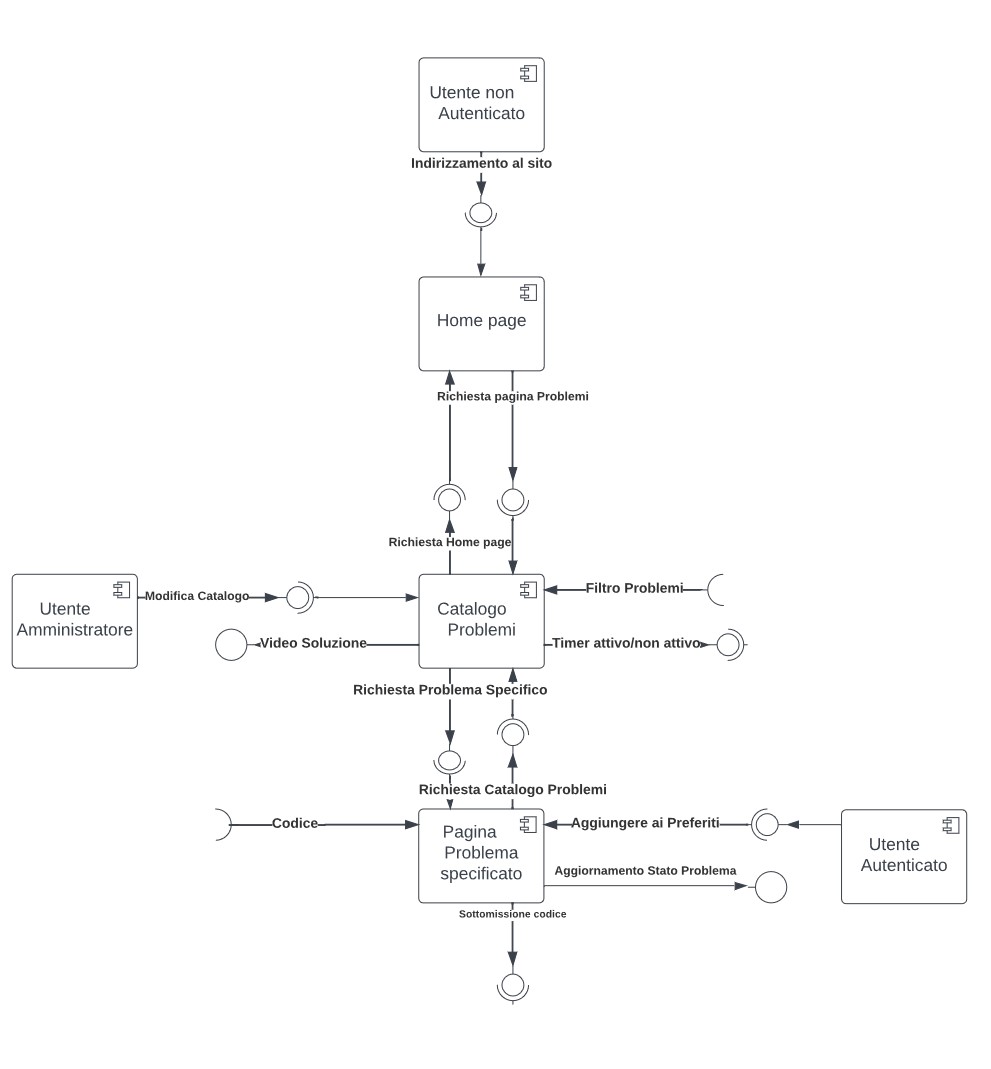 Utente non
Autenticato
Indirizzamento al sito
Home page
Richiesta pagina Problemi
Richiesta Home page
Utente
Amministratore
Modifica Catalogo
Catalogo
Problemi
Filtro Problemi
Video Soluzione
Timer attivo/non attivo
Richiesta Problema Specifico
Richiesta Catalogo Problemi
Codice
Pagina
Problema
specificato
Aggiungere ai Preferiti
Utente
Autenticato
Aggiornamento Stato Problema
Sottomissione codice